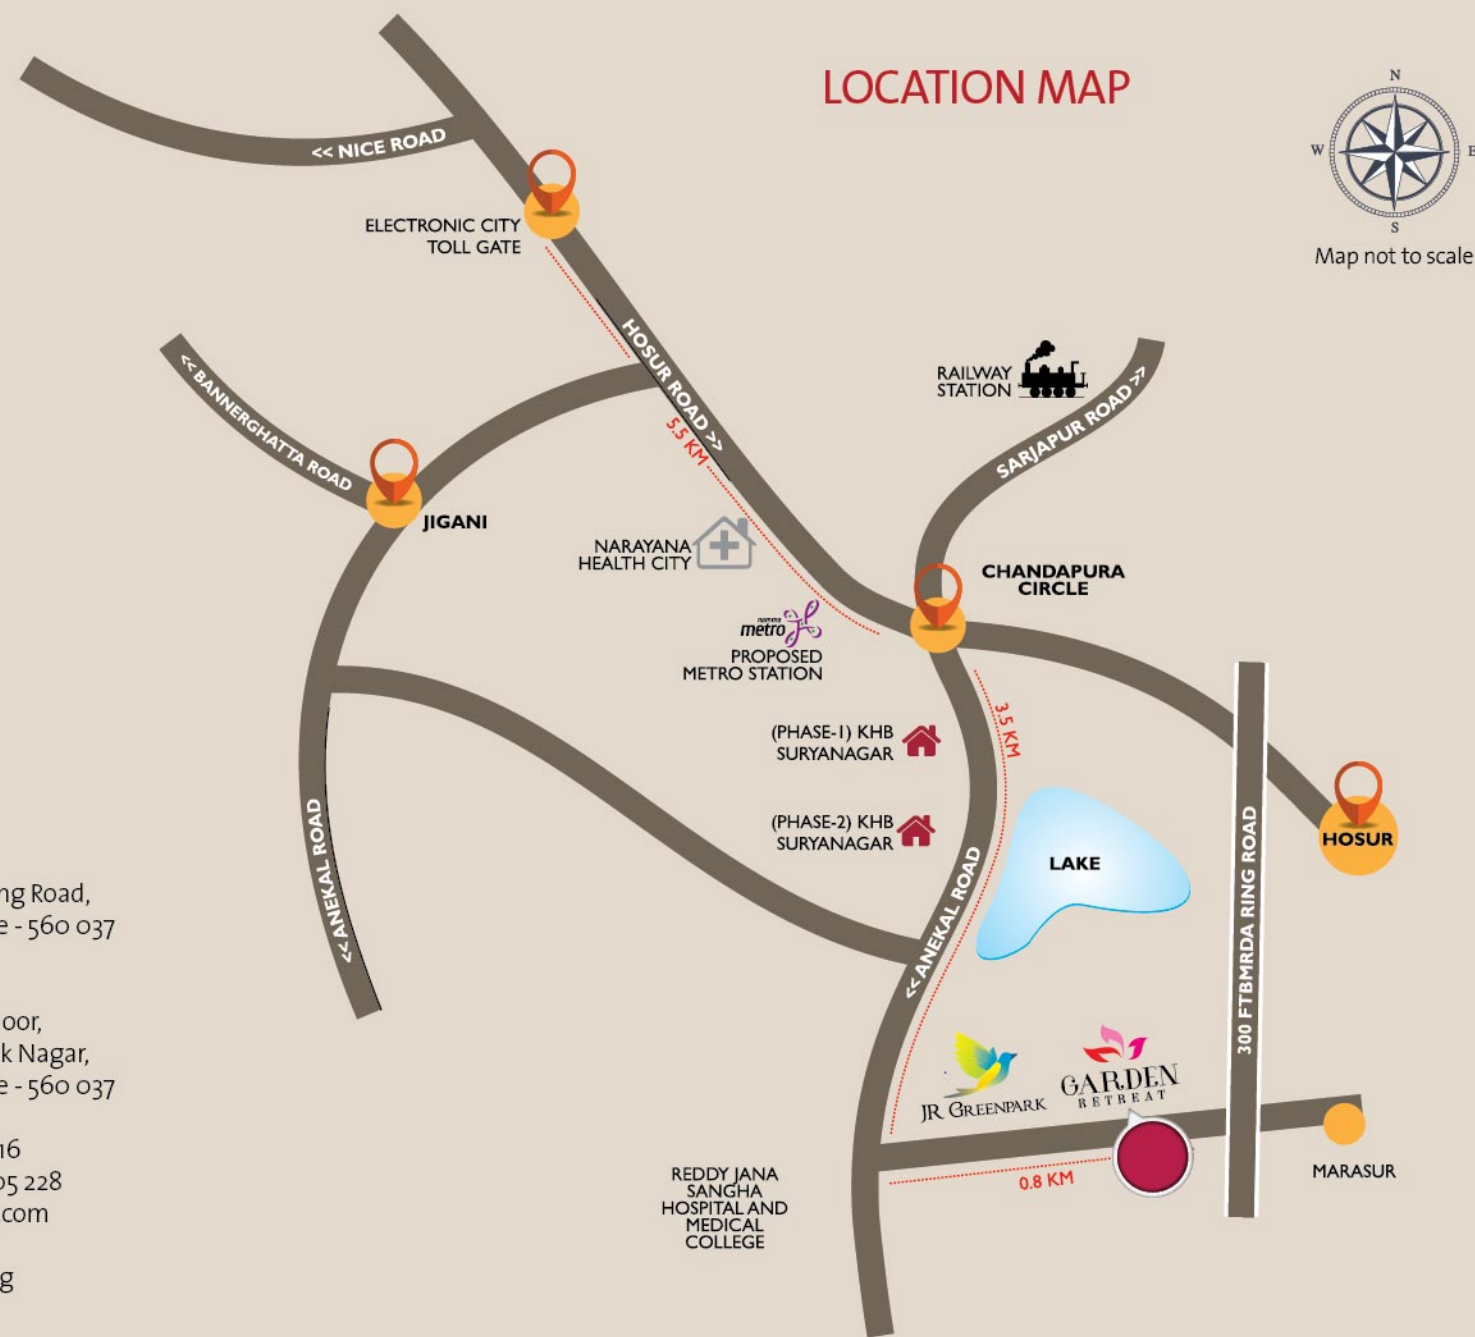 LOCATION MAP
N
W
E
S
Map not to scale
<< NICE ROAD
ELECTRONIC CITY
TOLL GATE
HOSUR ROAD >>
5.5 KM
<< BANNERGHATTA ROAD
JIGANI
RAILWAY
STATION
SARJAPUR ROAD >>
NARAYANA
HEALTH CITY
CHANDAPURA
CIRCLE
namma
metro
PROPOSED
METRO STATION
(PHASE-1) KHB
SURYANAGAR
3.5 KM
(PHASE-2) KHB
SURYANAGAR
LAKE
HOSUR
<< ANEKAL ROAD
<< ANEKAL ROAD
300 FTBMRDA RING ROAD
JR GREENPARK
GARDEN
RETREAT
0.8 KM
MARASUR
REDDY JANA
SANGHA
HOSPITAL AND
MEDICAL
COLLEGE
ng Road,
e - 560 037
oor,
k Nagar,
e - 560 037
16
05 228
.com
g